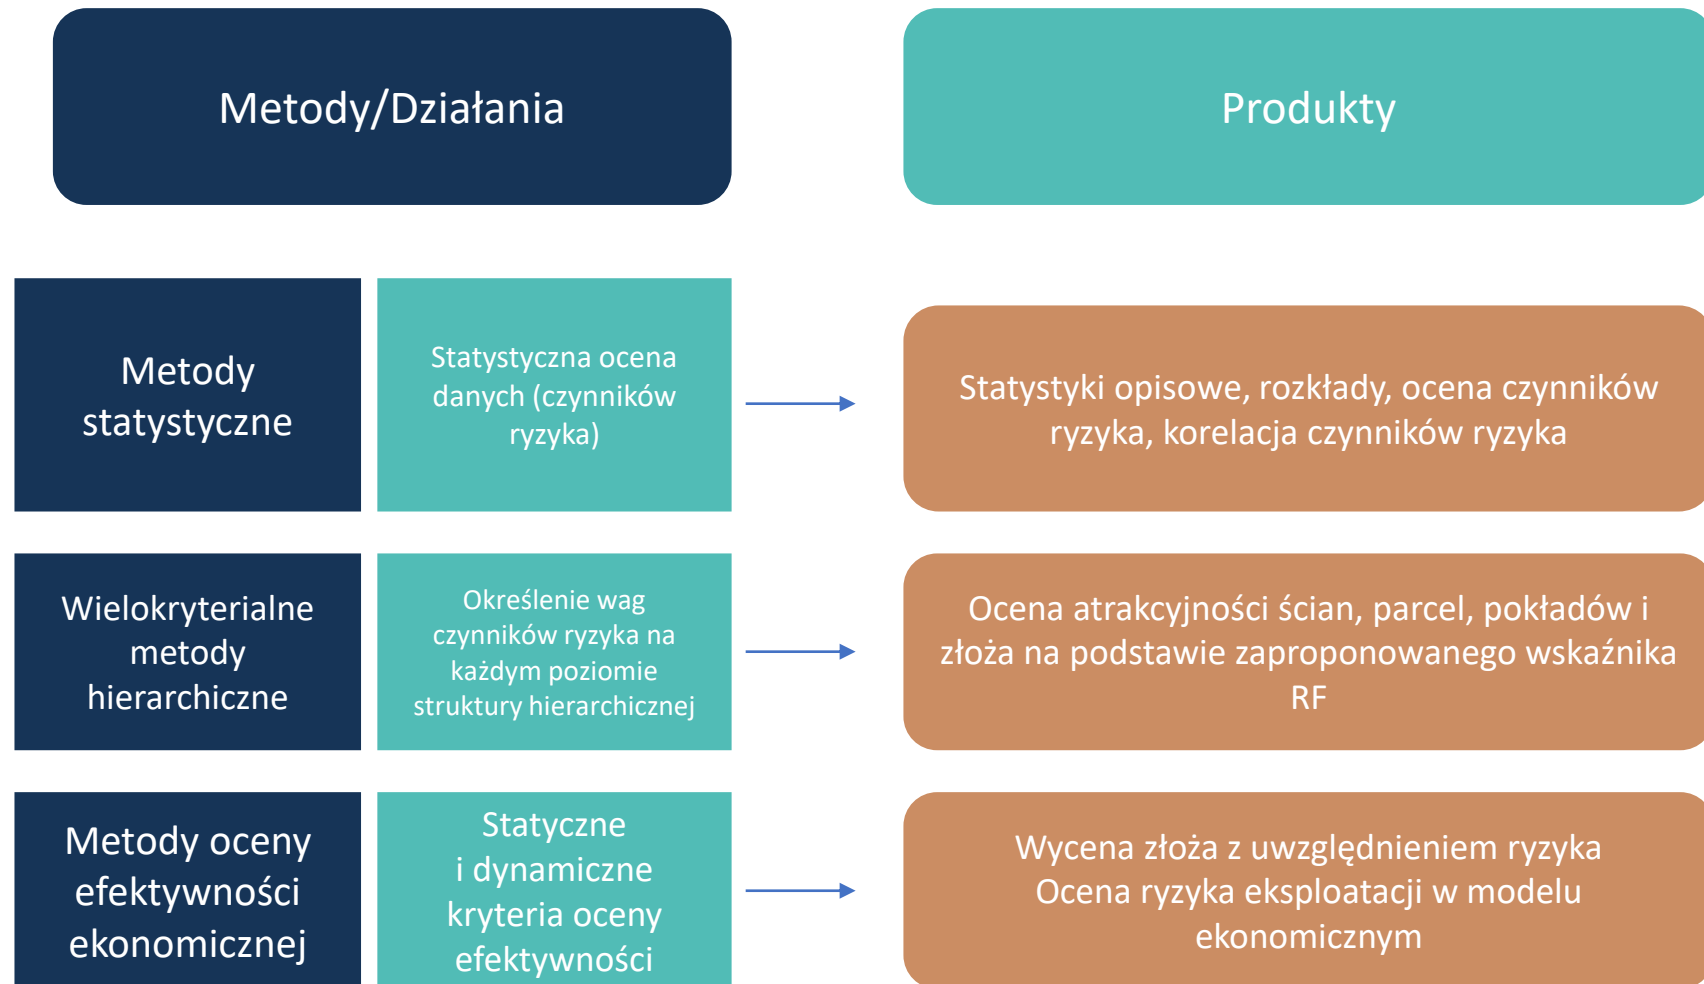 Metody/Działania
Produkty
Metody
statystyczne
Statystyczna ocena
danych (czynników
ryzyka)
Statystyki opisowe, rozkłady, ocena czynników
ryzyka, korelacja czynników ryzyka
Wielokryterialne
metody
hierarchiczne
Określenie wag
czynników ryzyka na
każdym poziomie
struktury hierarchicznej
Ocena atrakcyjności ścian, parcel, pokładów i
złoża na podstawie zaproponowanego wskaźnika
RF
Metody oceny
efektywności
ekonomicznej
Statyczne
i dynamiczne
kryteria oceny
efektywności
Wycena złoża z uwzględnieniem ryzyka
Ocena ryzyka eksploatacji w modelu
ekonomicznym